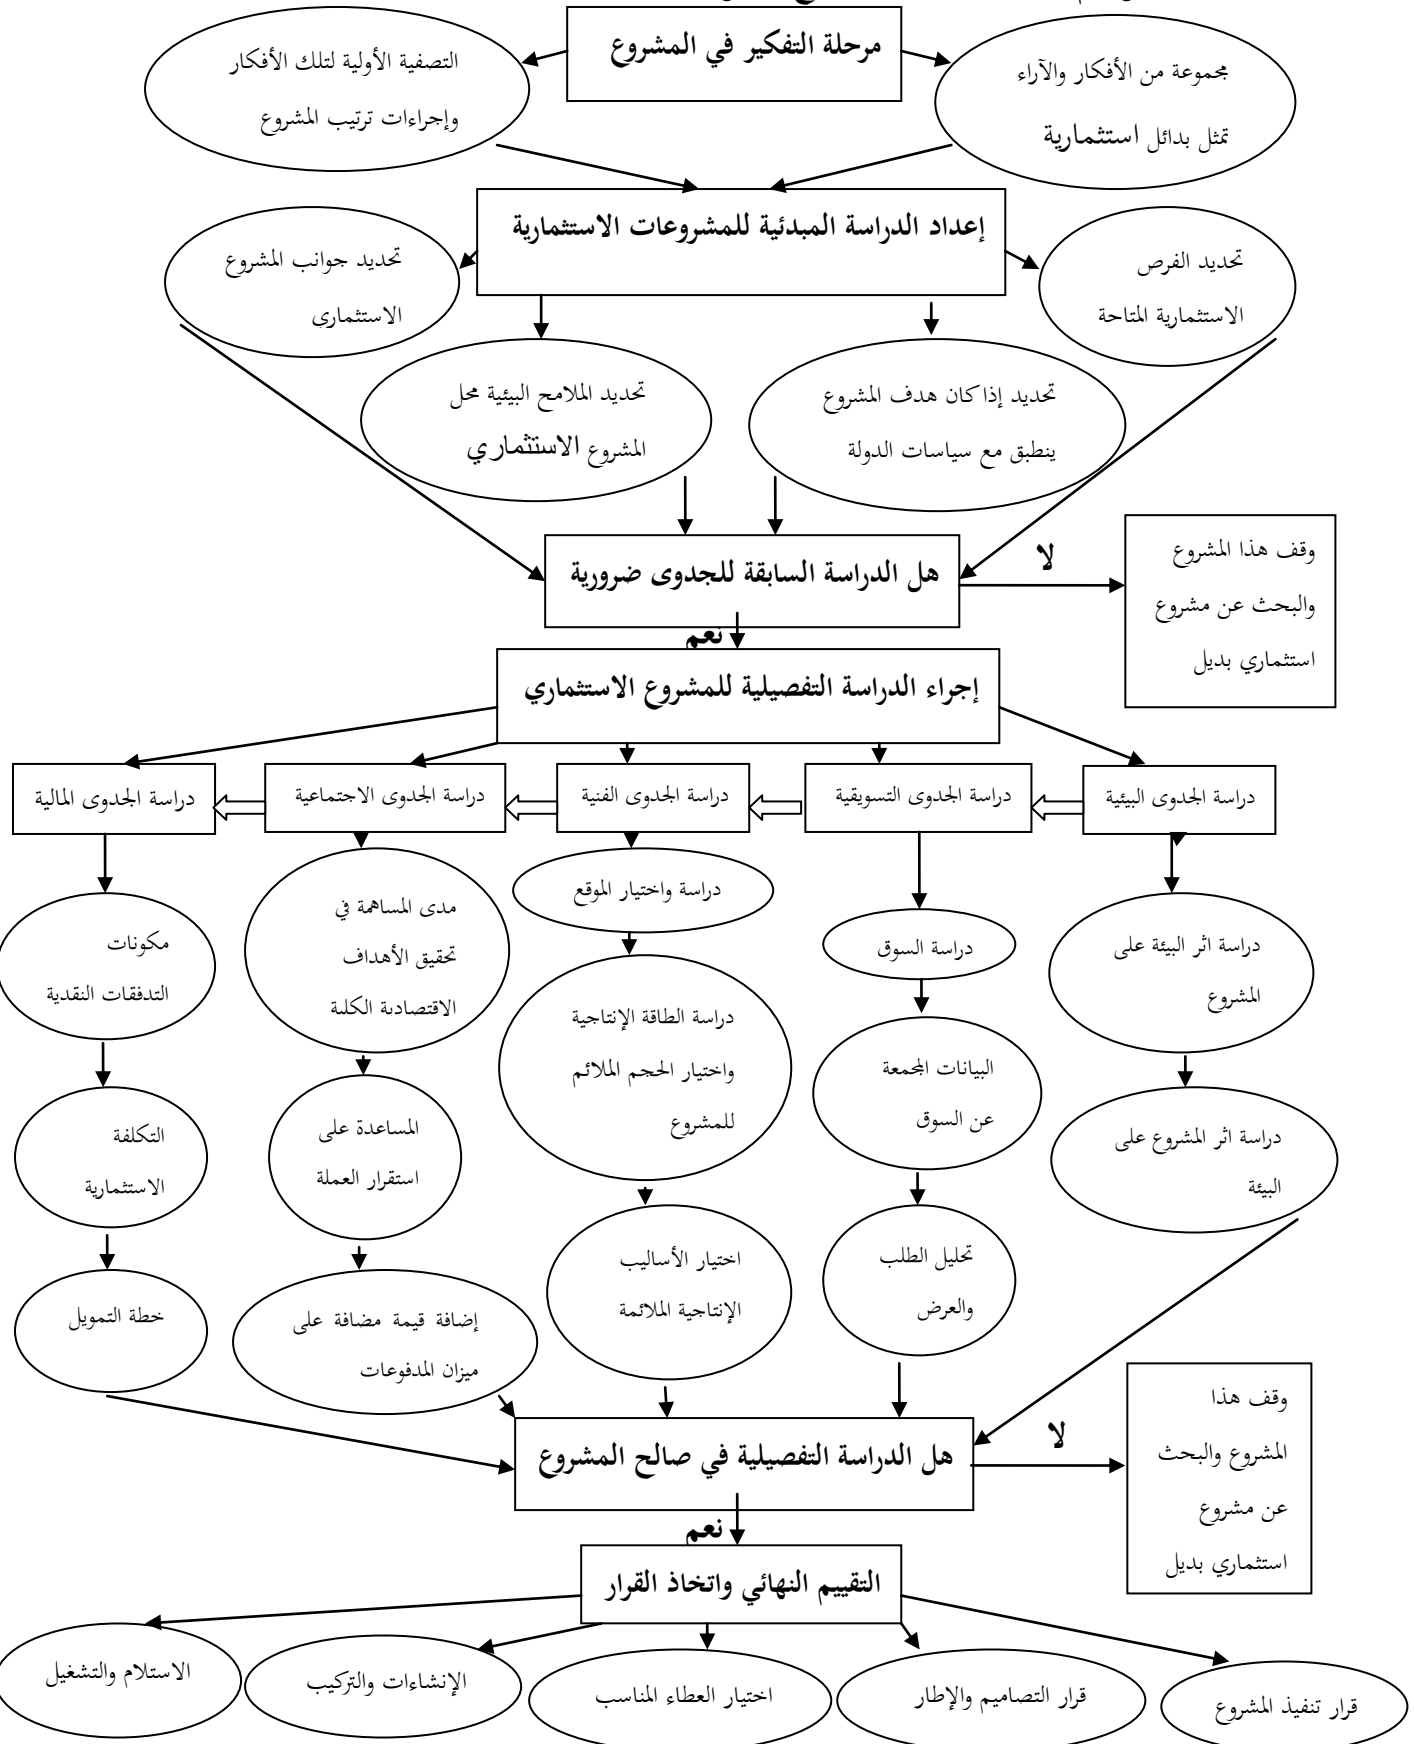 مرحلة التفكير في المشروع
مجموعة من الأفكار والآراء
تمثل بدائل استثمارية
التصفية الأولية لتلك الأفكار
وإجراءات ترتيب المشروع
إعداد الدراسة المبدئية للمشروعات الاستثمارية
تحديد الفرص
الاستثمارية المتاحة
تحديد إذا كان هدف المشروع
ينطبق مع سياسات الدولة
تحديد الملامح البيئية محل
المشروع الاستثماري
تحديد جوانب المشروع
الاستثماري
هل الدراسة السابقة للجدوى ضرورية
لا
وقف هذا المشروع
والبحث عن مشروع
استثماري بديل
نعم
إجراء الدراسة التفصيلية للمشروع الاستثماري
دراسة الجدوى البيئية
دراسة الجدوى التسويقية
دراسة الجدوى الفنية
دراسة الجدوى الاجتماعية
دراسة الجدوى المالية
دراسة اثر البيئة على
المشروع
دراسة اثر المشروع على
البيئة
دراسة السوق
البيانات المجمعة
عن السوق
تحليل الطلب
والعرض
دراسة واختيار الموقع
دراسة الطاقة الإنتاجية
واختيار الحجم الملائم
للمشروع
اختيار الأساليب
الإنتاجية الملائمة
مدى المساهمة في
تحقيق الأهداف
الاقتصادية الكلية
المساعدة على
استقرار العملة
إضافة قيمة مضافة على
ميزان المدفوعات
مكونات
التدفقات النقدية
التكلفة
الاستثمارية
خطة التمويل
هل الدراسة التفصيلية في صالح المشروع
لا
وقف هذا
المشروع والبحث
عن مشروع
استثماري بديل
نعم
التقييم النهائي واتخاذ القرار
قرار تنفيذ المشروع
قرار التصاميم والإطار
اختيار العطاء المناسب
الإنشاءات والتركيب
الاستلام والتشغيل